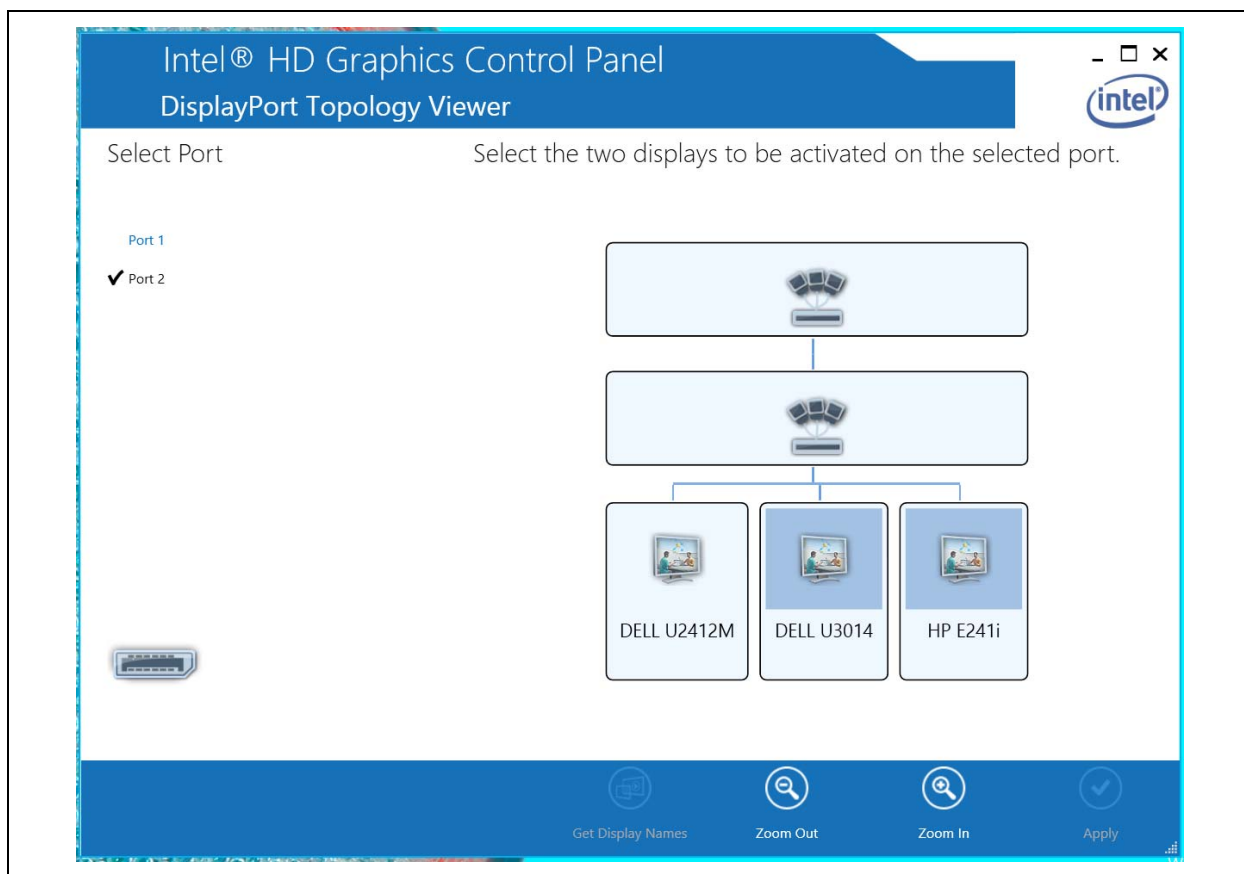 Intel® HD Graphics Control Panel
DisplayPort Topology Viewer
intel®
Select Port
Select the two displays to be activated on the selected port.
Port 1
Port 2
DELL U2412M
DELL U3014
HP E241i
Get Display Names
Zoom Out
Zoom In
Apply